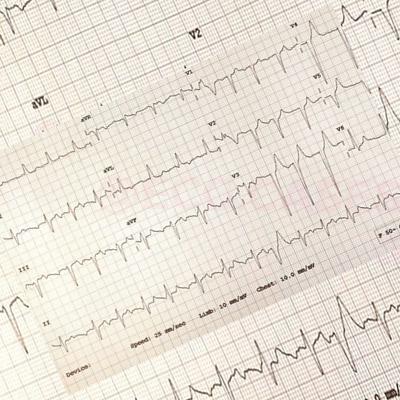 V2
aVL
V4
aVR
V1
V5
aVL
V2
V6
aVF
V3
III
II
Device:
Speed: 25 mm/sec
Limb: 10 mm/mV
Chest: 10.0 mm/mV
F 50~